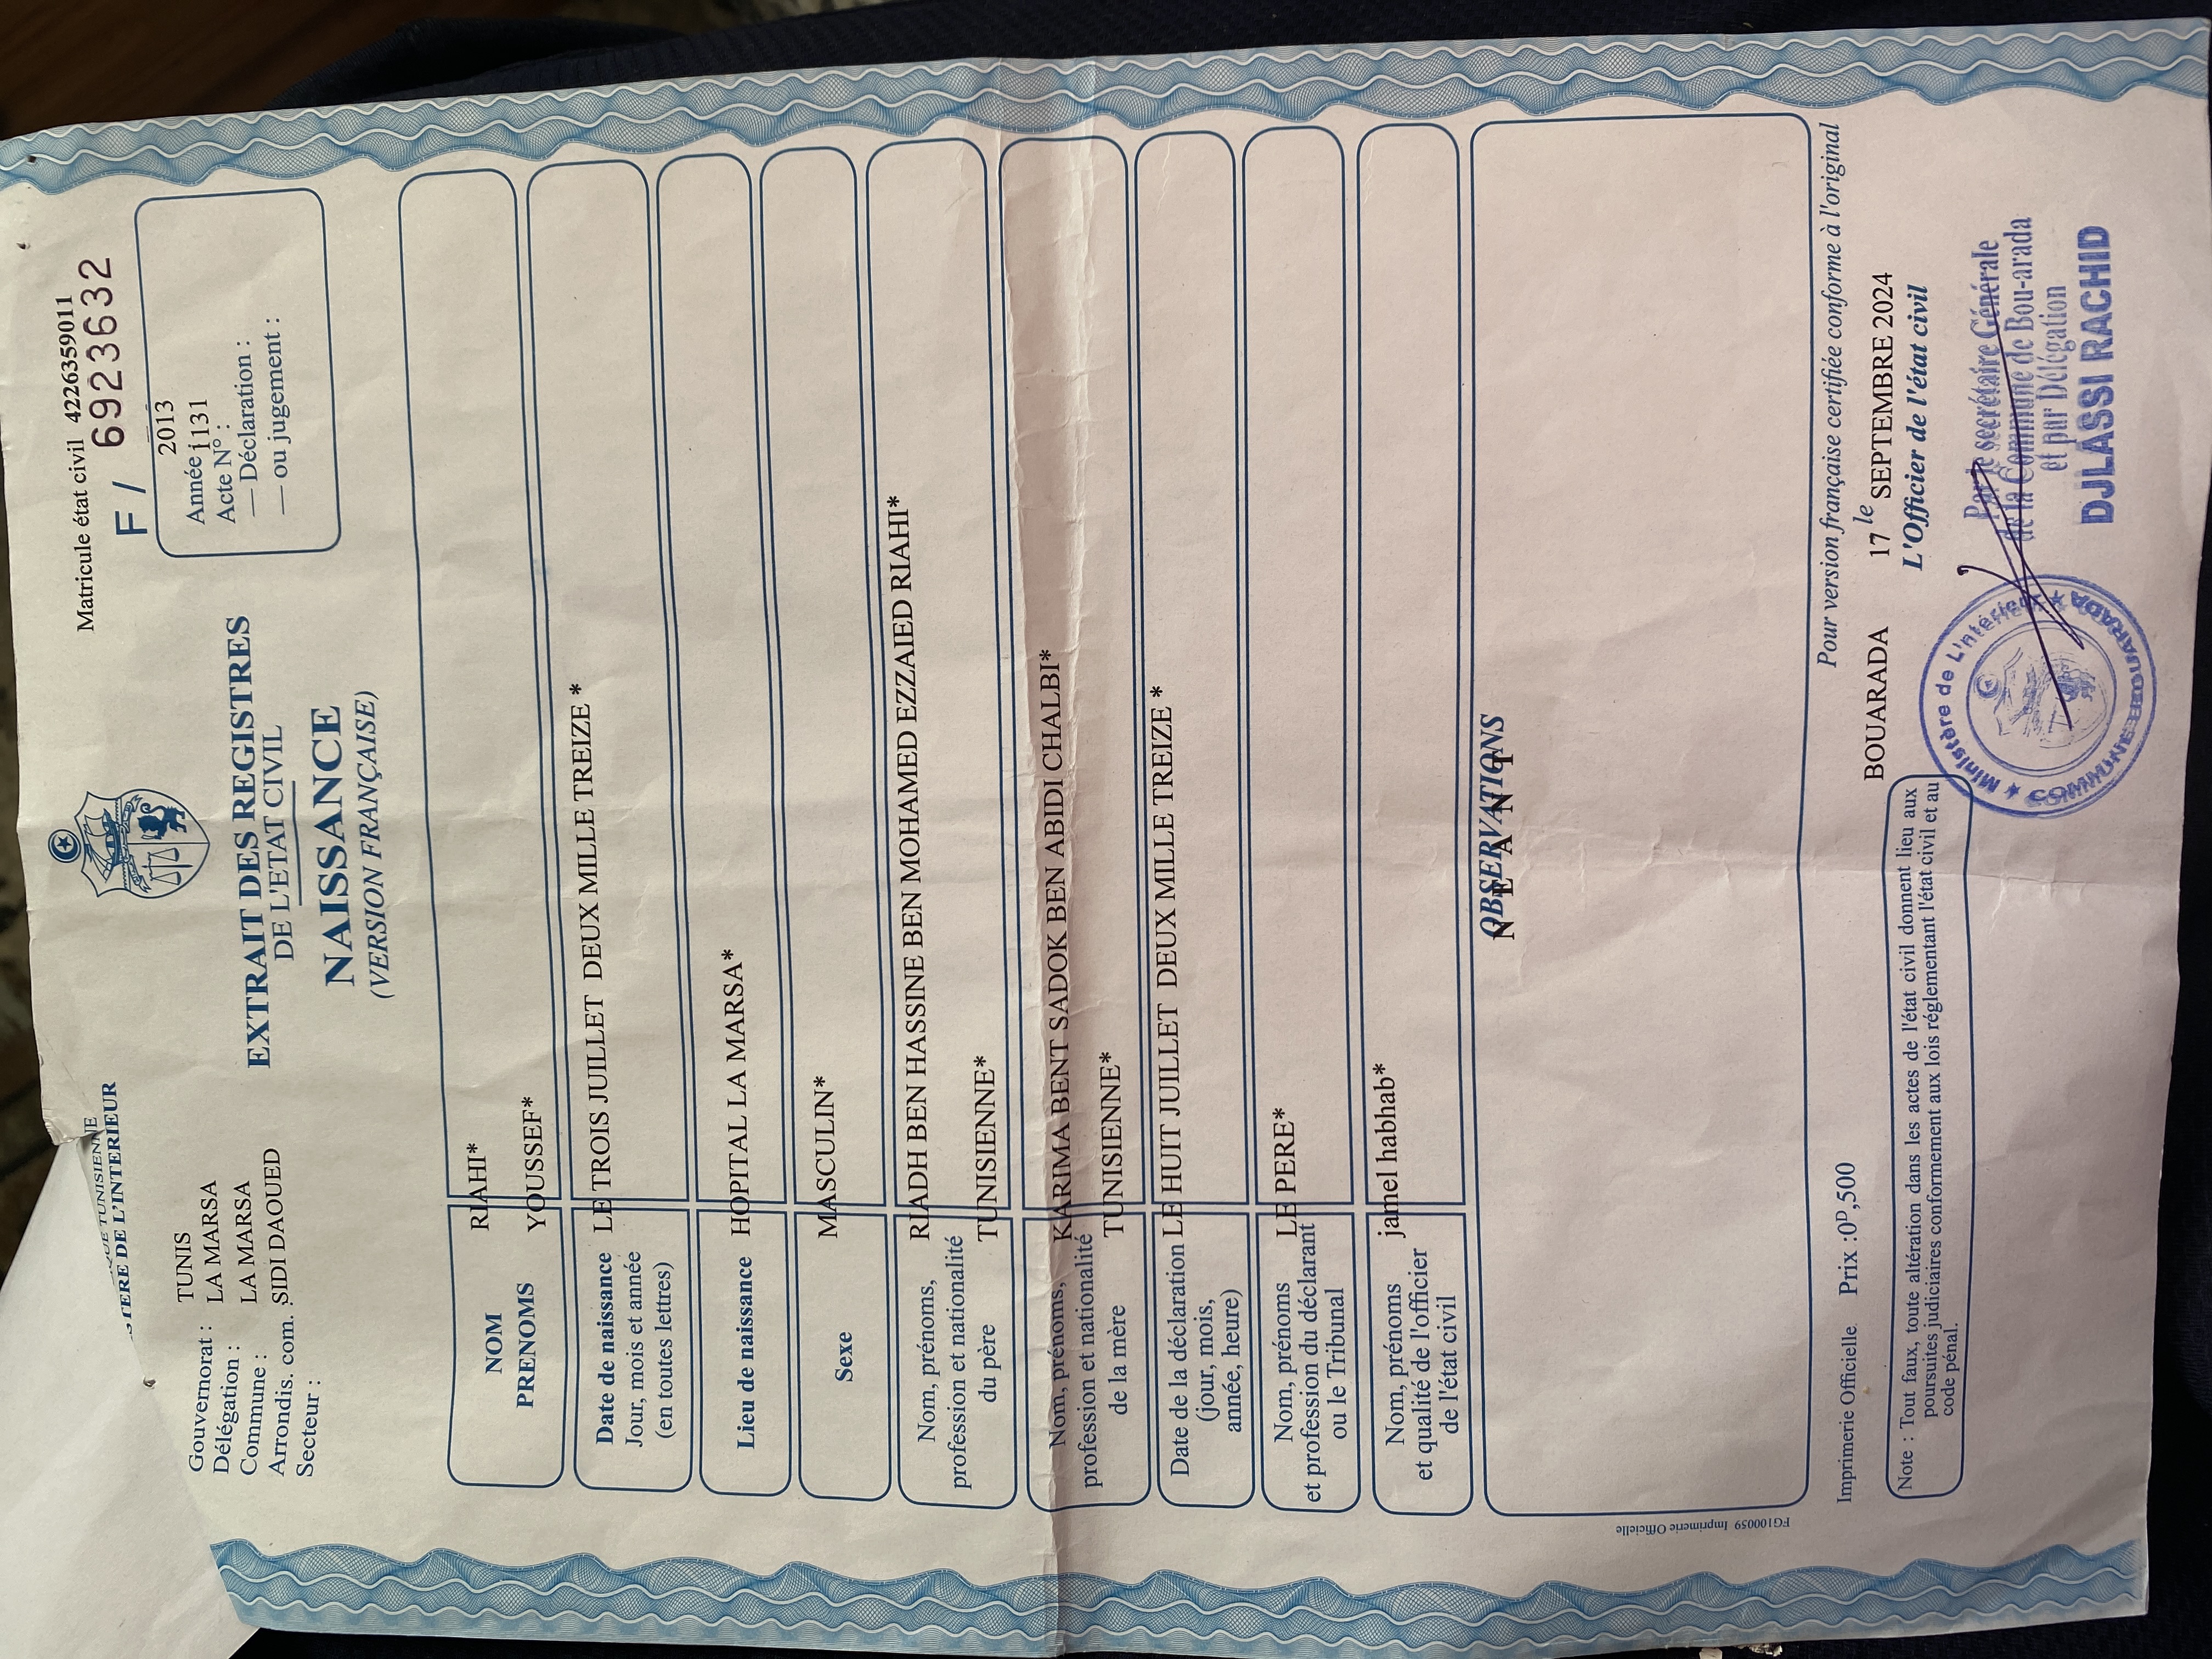 TUNISIENNE
MINISTERE DE L'INTERIEUR
Gouvernorat : TUNIS
Délégation : LA MARSA
Commune : LA MARSA
Arrondis. com. : SIDI DAOUED
Secteur :
EXTRAIT DES REGISTRES
DE L'ETAT CIVIL
NAISSANCE
(VERSION FRANÇAISE)
Matricule état civil 4226359011
F / 6923632
2013
Année
1131
Acte N° :
— Déclaration :
— ou jugement :
NOM RIAHI*
PRENOMS YOUSSEF*
Date de naissance LE TROIS JUILLET DEUX MILLE TREIZE *
Jour, mois et année
(en toutes lettres)
Lieu de naissance HOPITAL LA MARSA*
Sexe MASCULIN*
Nom, prénoms, RIADH BEN HASSINE BEN MOHAMED EZZAIED RIAHI*
profession et nationalité
du père TUNISIENNE*
Nom, prénoms, KARIMA BENT SADOK BEN ABIDI CHALBI*
profession et nationalité
de la mère TUNISIENNE*
Date de la déclaration LE HUIT JUILLET DEUX MILLE TREIZE *
(jour, mois,
année, heure)
Nom, prénoms LE PERE*
et profession du déclarant
ou le Tribunal
Nom, prénoms jamel habhab*
et qualité de l'officier
de l'état civil
OBSERVATIONS
N E A N T
FG100059 Imprimerie Officielle
Pour version française certifiée conforme à l'original
Imprimerie Officielle Prix :0ᴰ,500
BOUARADA 17 le SEPTEMBRE 2024
L'Officier de l'état civil
Note : Tout faux, toute altération dans les actes de l'état civil donnent lieu aux
poursuites judiciaires conformément aux lois réglementant l'état civil et au
code pénal.
★ Ministère de L'Intérieur ★
COMMUNE BOUARADA
secrétaire Générale
de la Commune de Bou-arada
et pur Délégation
DJLASSI RACHID